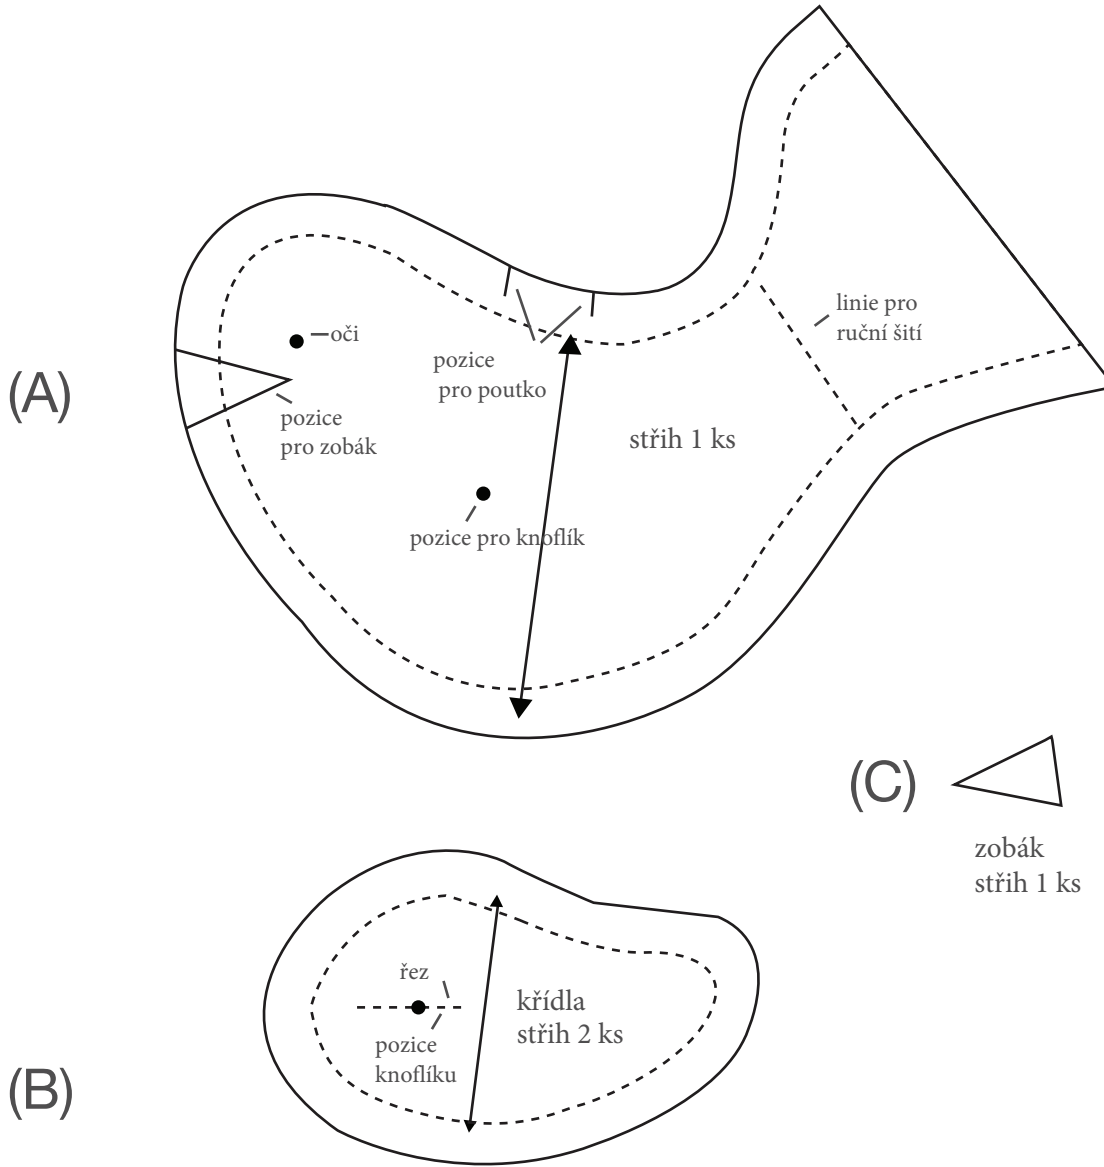 (A)
oči
pozice
pro zobák
pozice
pro poutko
střih 1 ks
pozice pro knoflík
linie pro
ruční šití
(C)
zobák
střih 1 ks
(B)
řez
pozice
knoflíku
křídla
střih 2 ks